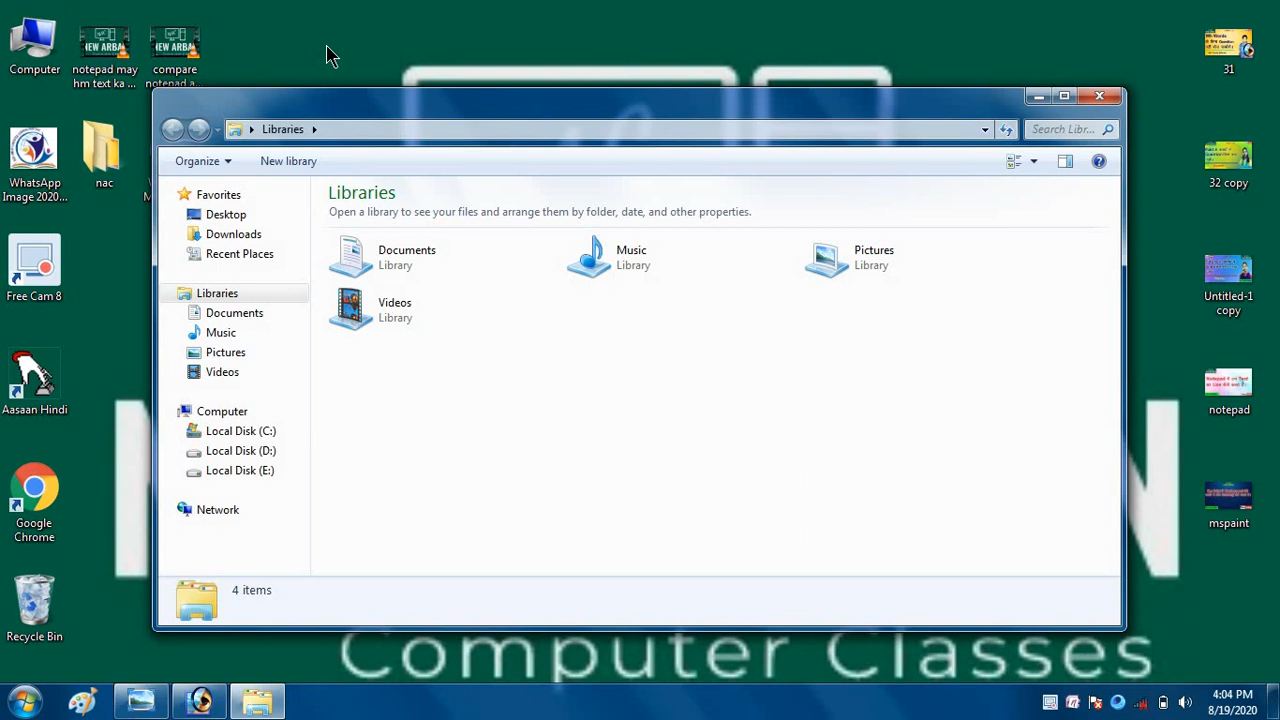 Computer
NEW ARBA
notepad may hm text ka ...
NEW ARBA
compare notepad a...
31
WhatsApp Image 2020...
nac
32 copy
Free Cam 8
Untitled-1 copy
Aasaan Hindi
notepad
Google Chrome
mspaint
Recycle Bin
Libraries
Search Libr...
Organize
New library
Favorites
Desktop
Downloads
Recent Places
Libraries
Documents
Music
Pictures
Videos
Computer
Local Disk (C:)
Local Disk (D:)
Local Disk (E:)
Network
Libraries
Open a library to see your files and arrange them by folder, date, and other properties.
Documents
Library
Music
Library
Pictures
Library
Videos
Library
4 items
Computer Classes
4:04 PM
8/19/2020